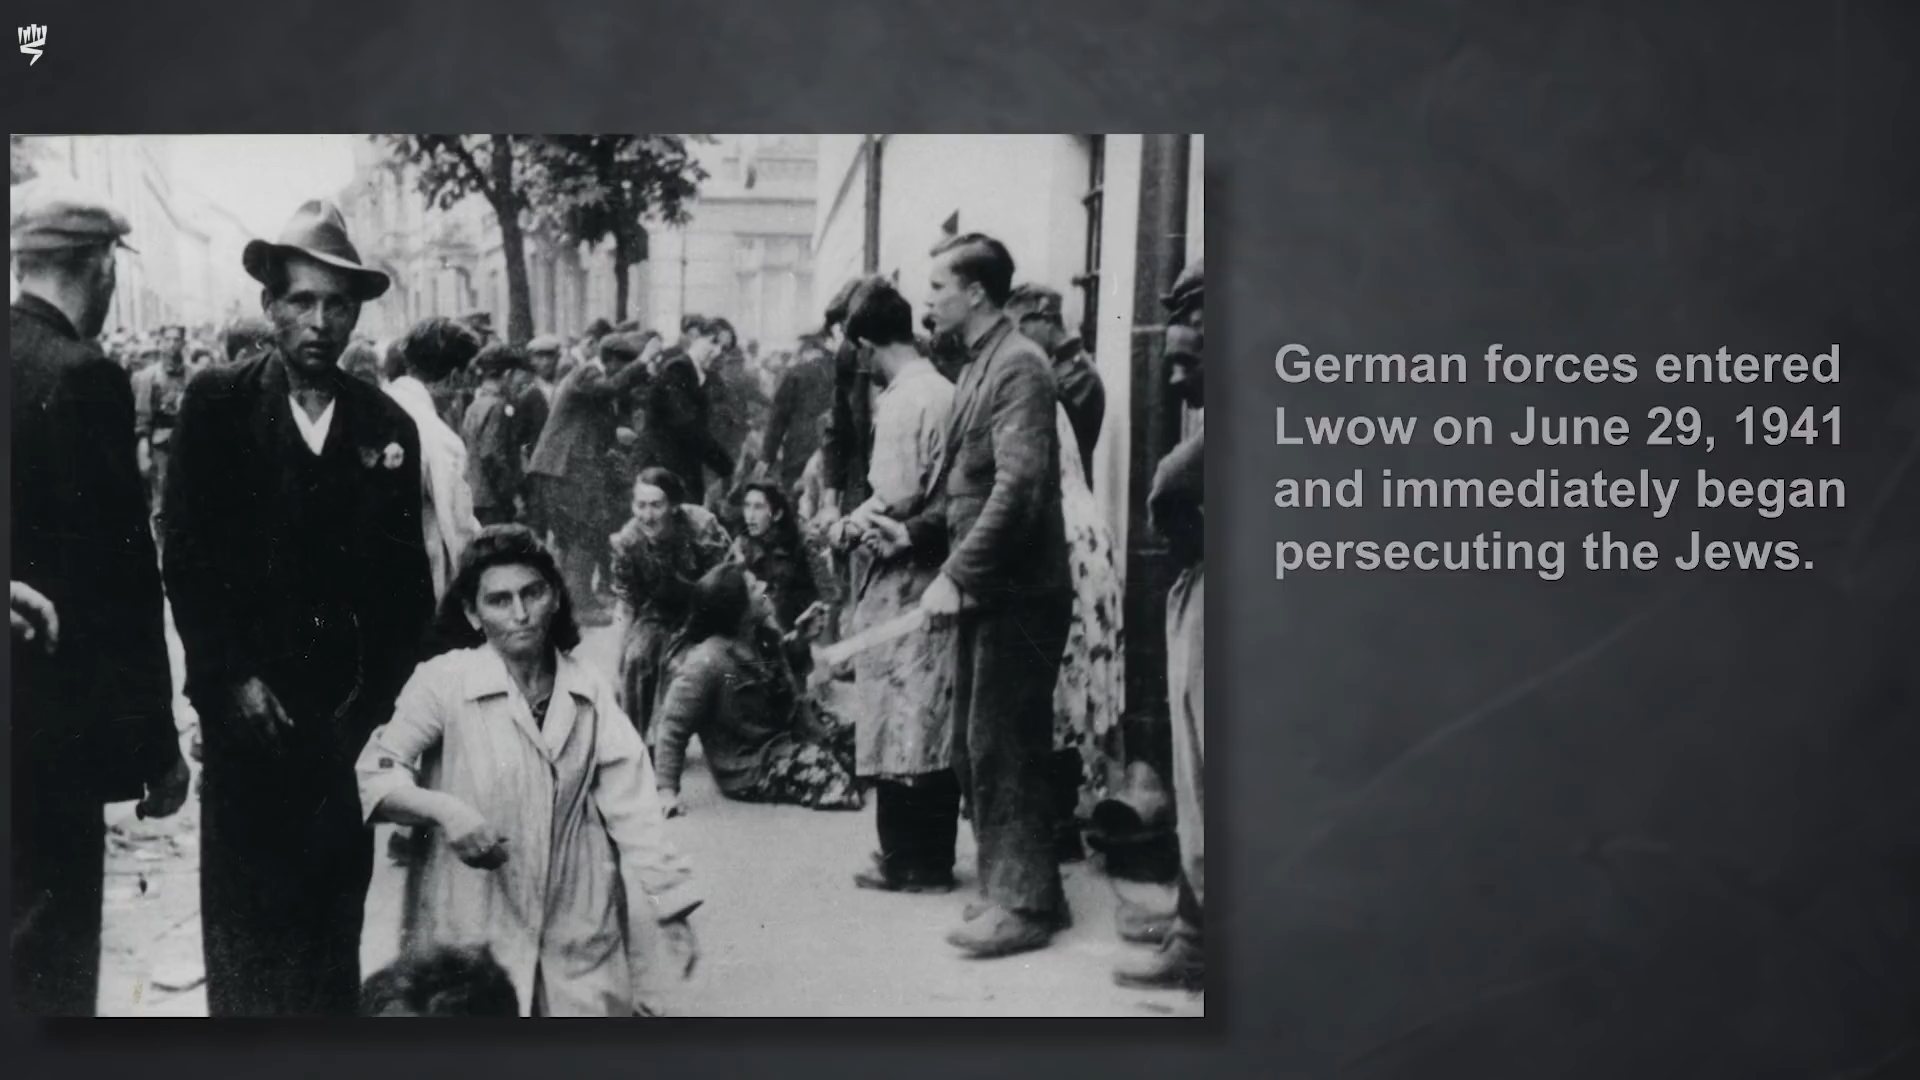 German forces entered
Lwow on June 29, 1941
and immediately began
persecuting the Jews.